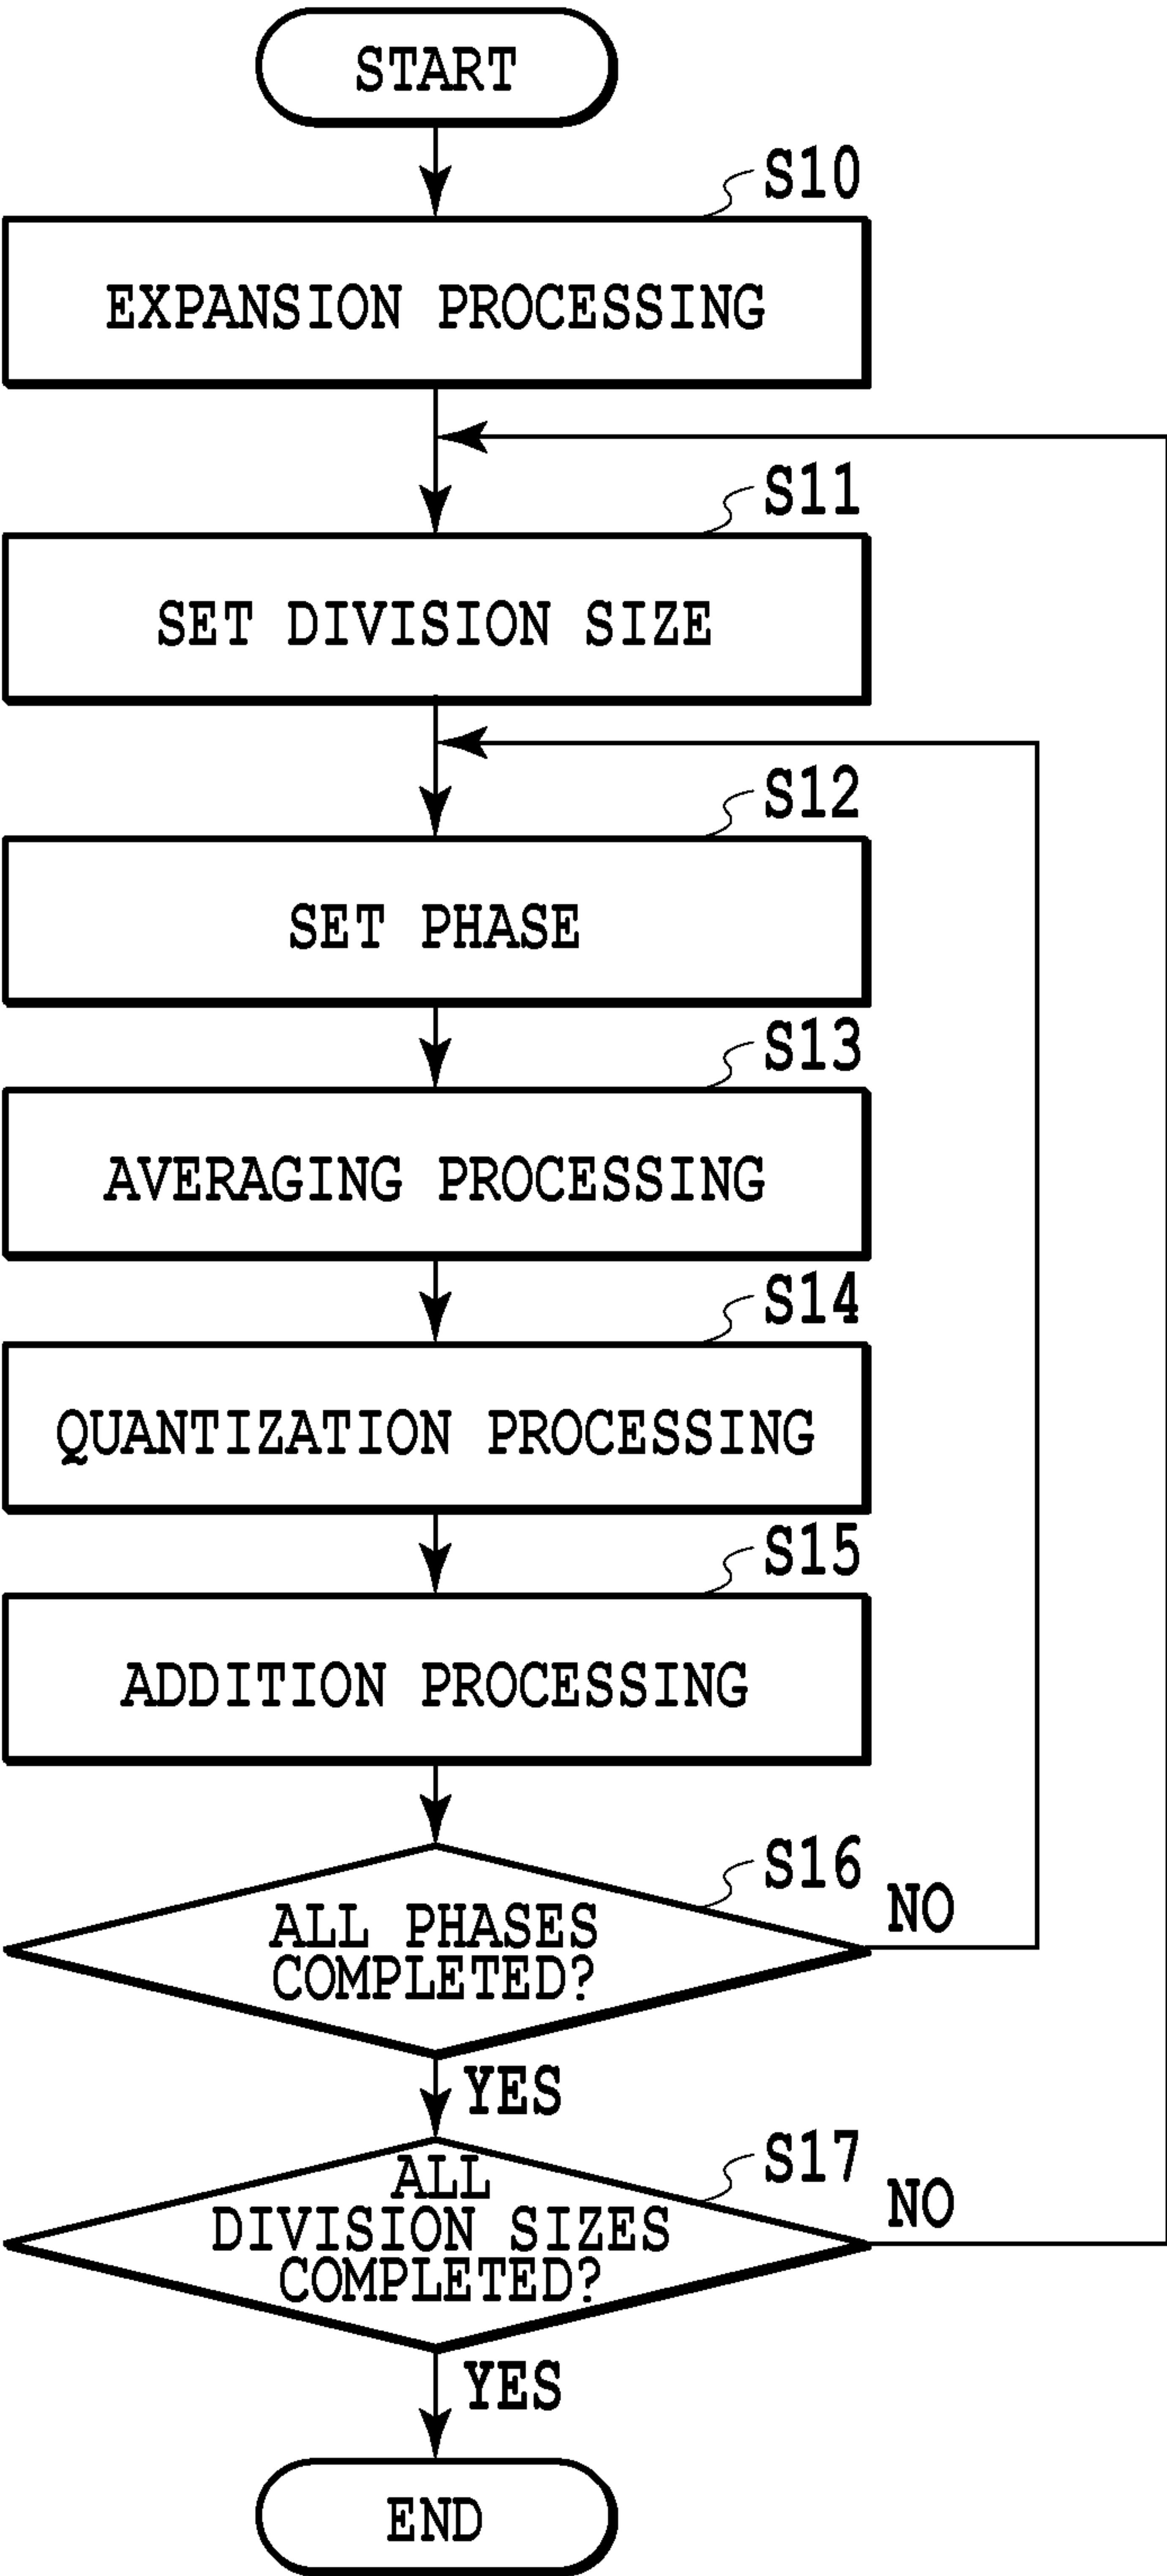 START
S10
EXPANSION PROCESSING
S11
SET DIVISION SIZE
S12
SET PHASE
S13
AVERAGING PROCESSING
S14
QUANTIZATION PROCESSING
S15
ADDITION PROCESSING
S16
NO
ALL PHASES
COMPLETED?
YES
S17
NO
ALL
DIVISION SIZES
COMPLETED?
YES
END